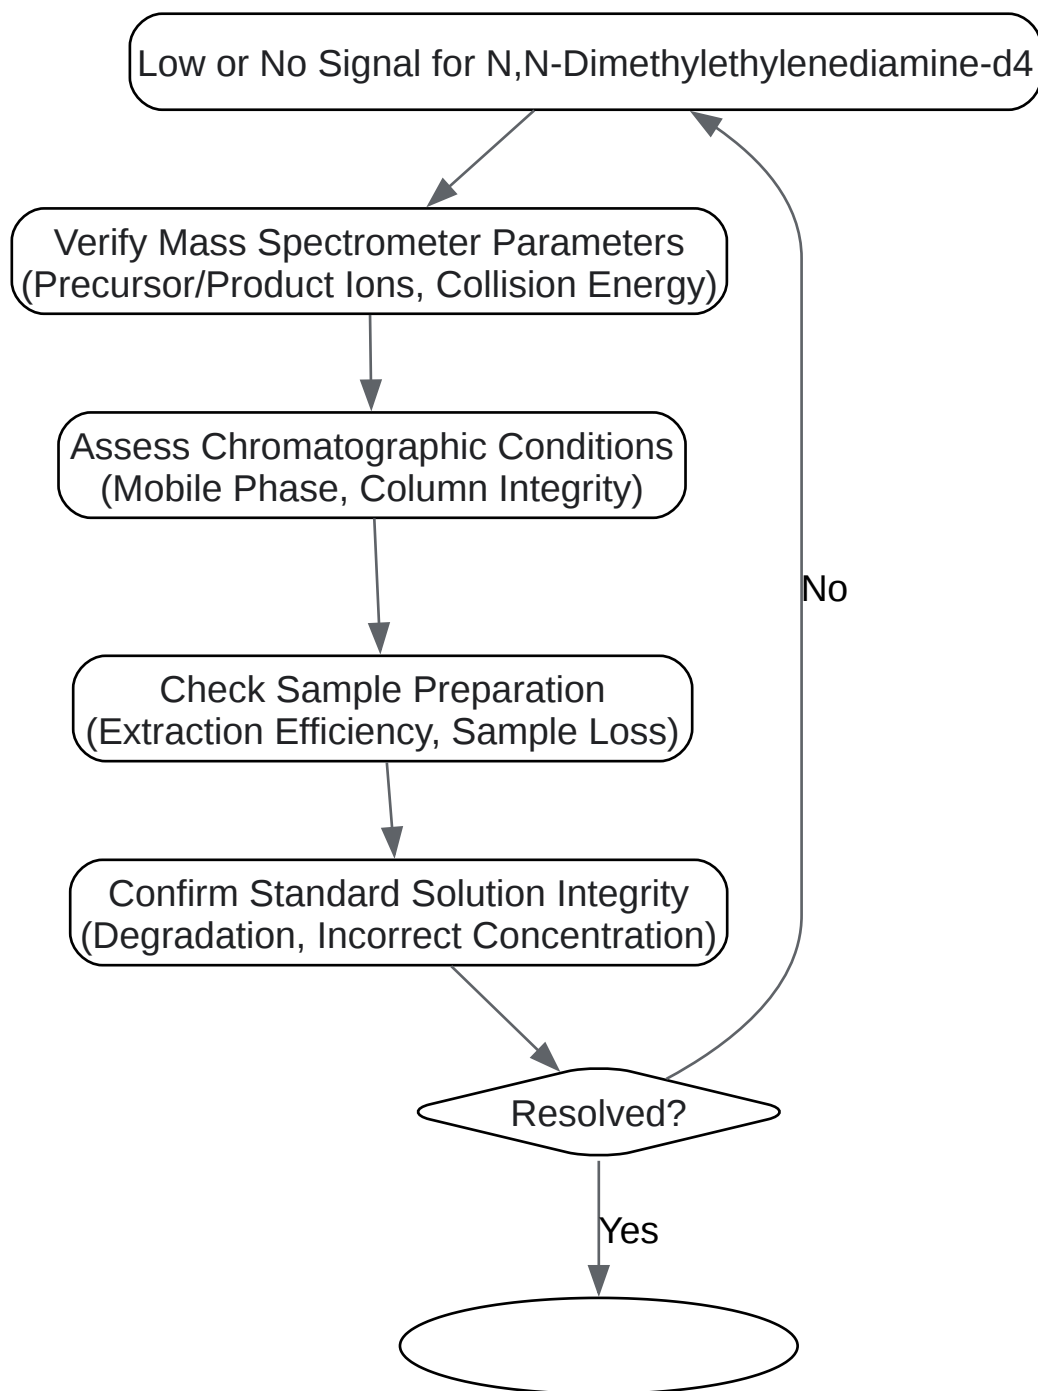 Low or No Signal for N,N-Dimethylethylenediamine-d4
Verify Mass Spectrometer Parameters
(Precursor/Product Ions, Collision Energy)
Assess Chromatographic Conditions
(Mobile Phase, Column Integrity)
No
Check Sample Preparation
(Extraction Efficiency, Sample Loss)
Confirm Standard Solution Integrity
(Degradation, Incorrect Concentration)
Resolved?
Yes